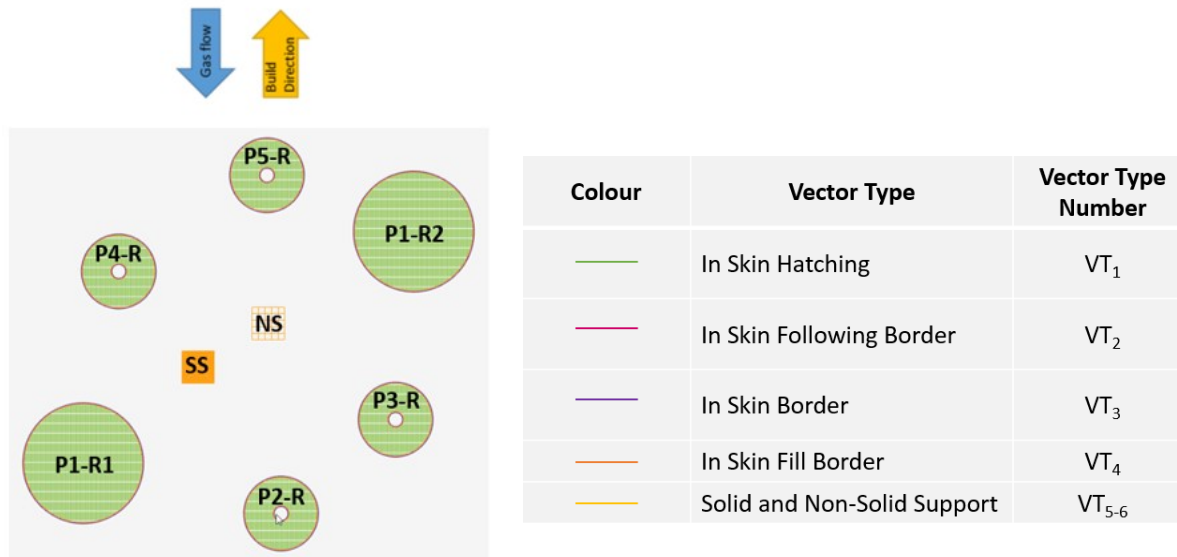 Gas flow
Build
Direction
P5-R
P1-R2
P4-R
NS
SS
P3-R
P1-R1
P2-R
Colour Vector Type Vector Type
Number
In Skin Hatching VT₁
In Skin Following Border VT₂
In Skin Border VT₃
In Skin Fill Border VT₄
Solid and Non-Solid Support VT₅₋₆